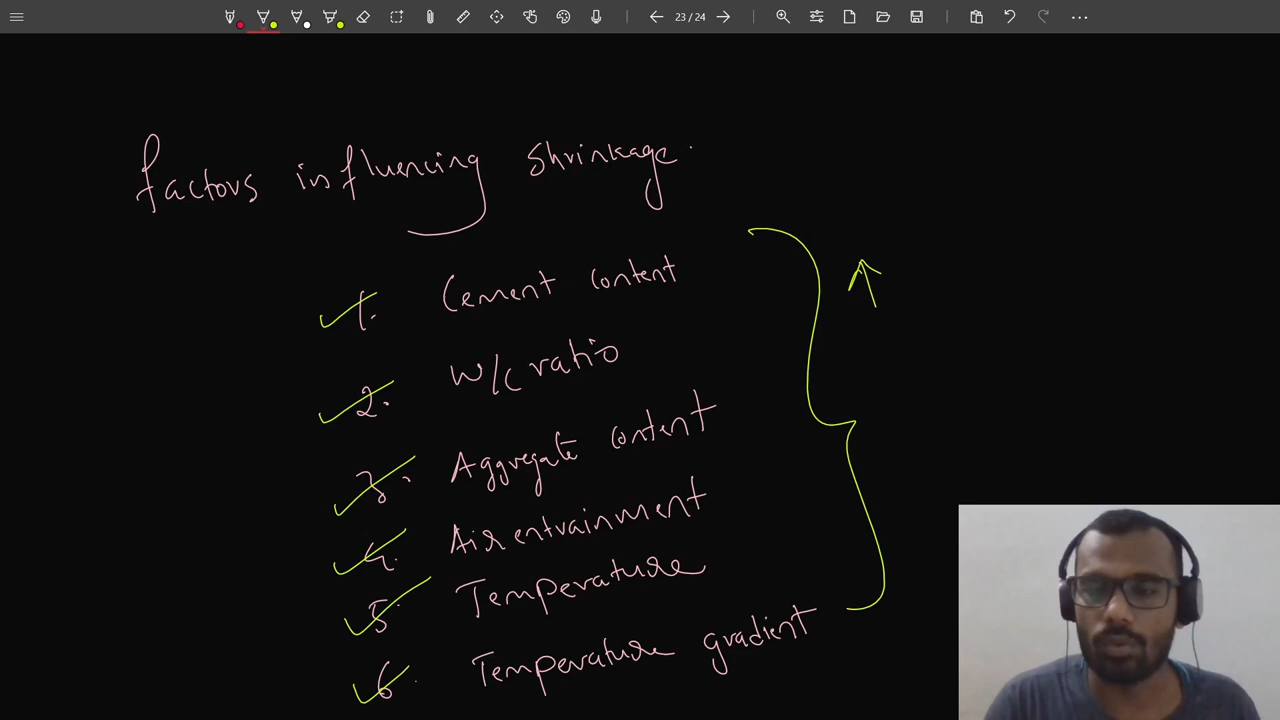 23 / 24
factors influencing shrinkage.
1. Cement content
2. W/C ratio
3. Aggregate content
4. Air entrainment
5. Temperature
6. Temperature gradient